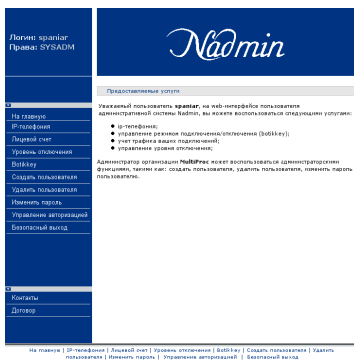 Логин: spaniar
Права: SYSADM
Nadmin
Предоставляемые услуги
Уважаемый пользователь spaniar, на web-интерфейсе пользователя
административной системы Nadmin, вы можете воспользоваться следующими услугами:
ip-телефония;
управление режимом подключения/отключения (botikkey);
учет трафика ваших подключений;
управление уровня отключения;
Администратор организации MultiProc может воспользоваться администраторскими
функциями, такими как: создать пользователя, удалить пользователя, изменить пароль
пользователю.
На главную
IP-телефония
Лицевой счет
Уровень отключения
Botikkey
Создать пользователя
Удалить пользователя
Изменить пароль
Управление авторизацией
Безопасный выход
Контакты
Договор
На главную | IP-телефония | Лицевой счет | Уровень отключения | Botikkey | Создать пользователя | Удалить
пользователя | Изменить пароль | Управление авторизацией | Безопасный выход